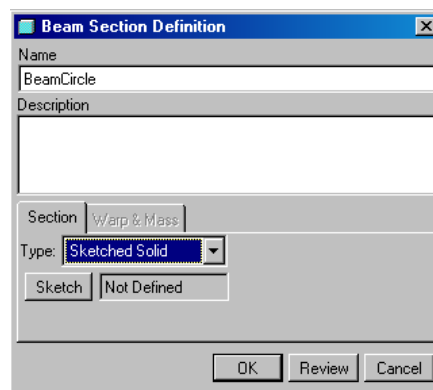 Beam Section Definition
Name
BeamCircle
Description
Section Warp & Mass
Type: Sketched Solid
Sketch Not Defined
OK Review Cancel